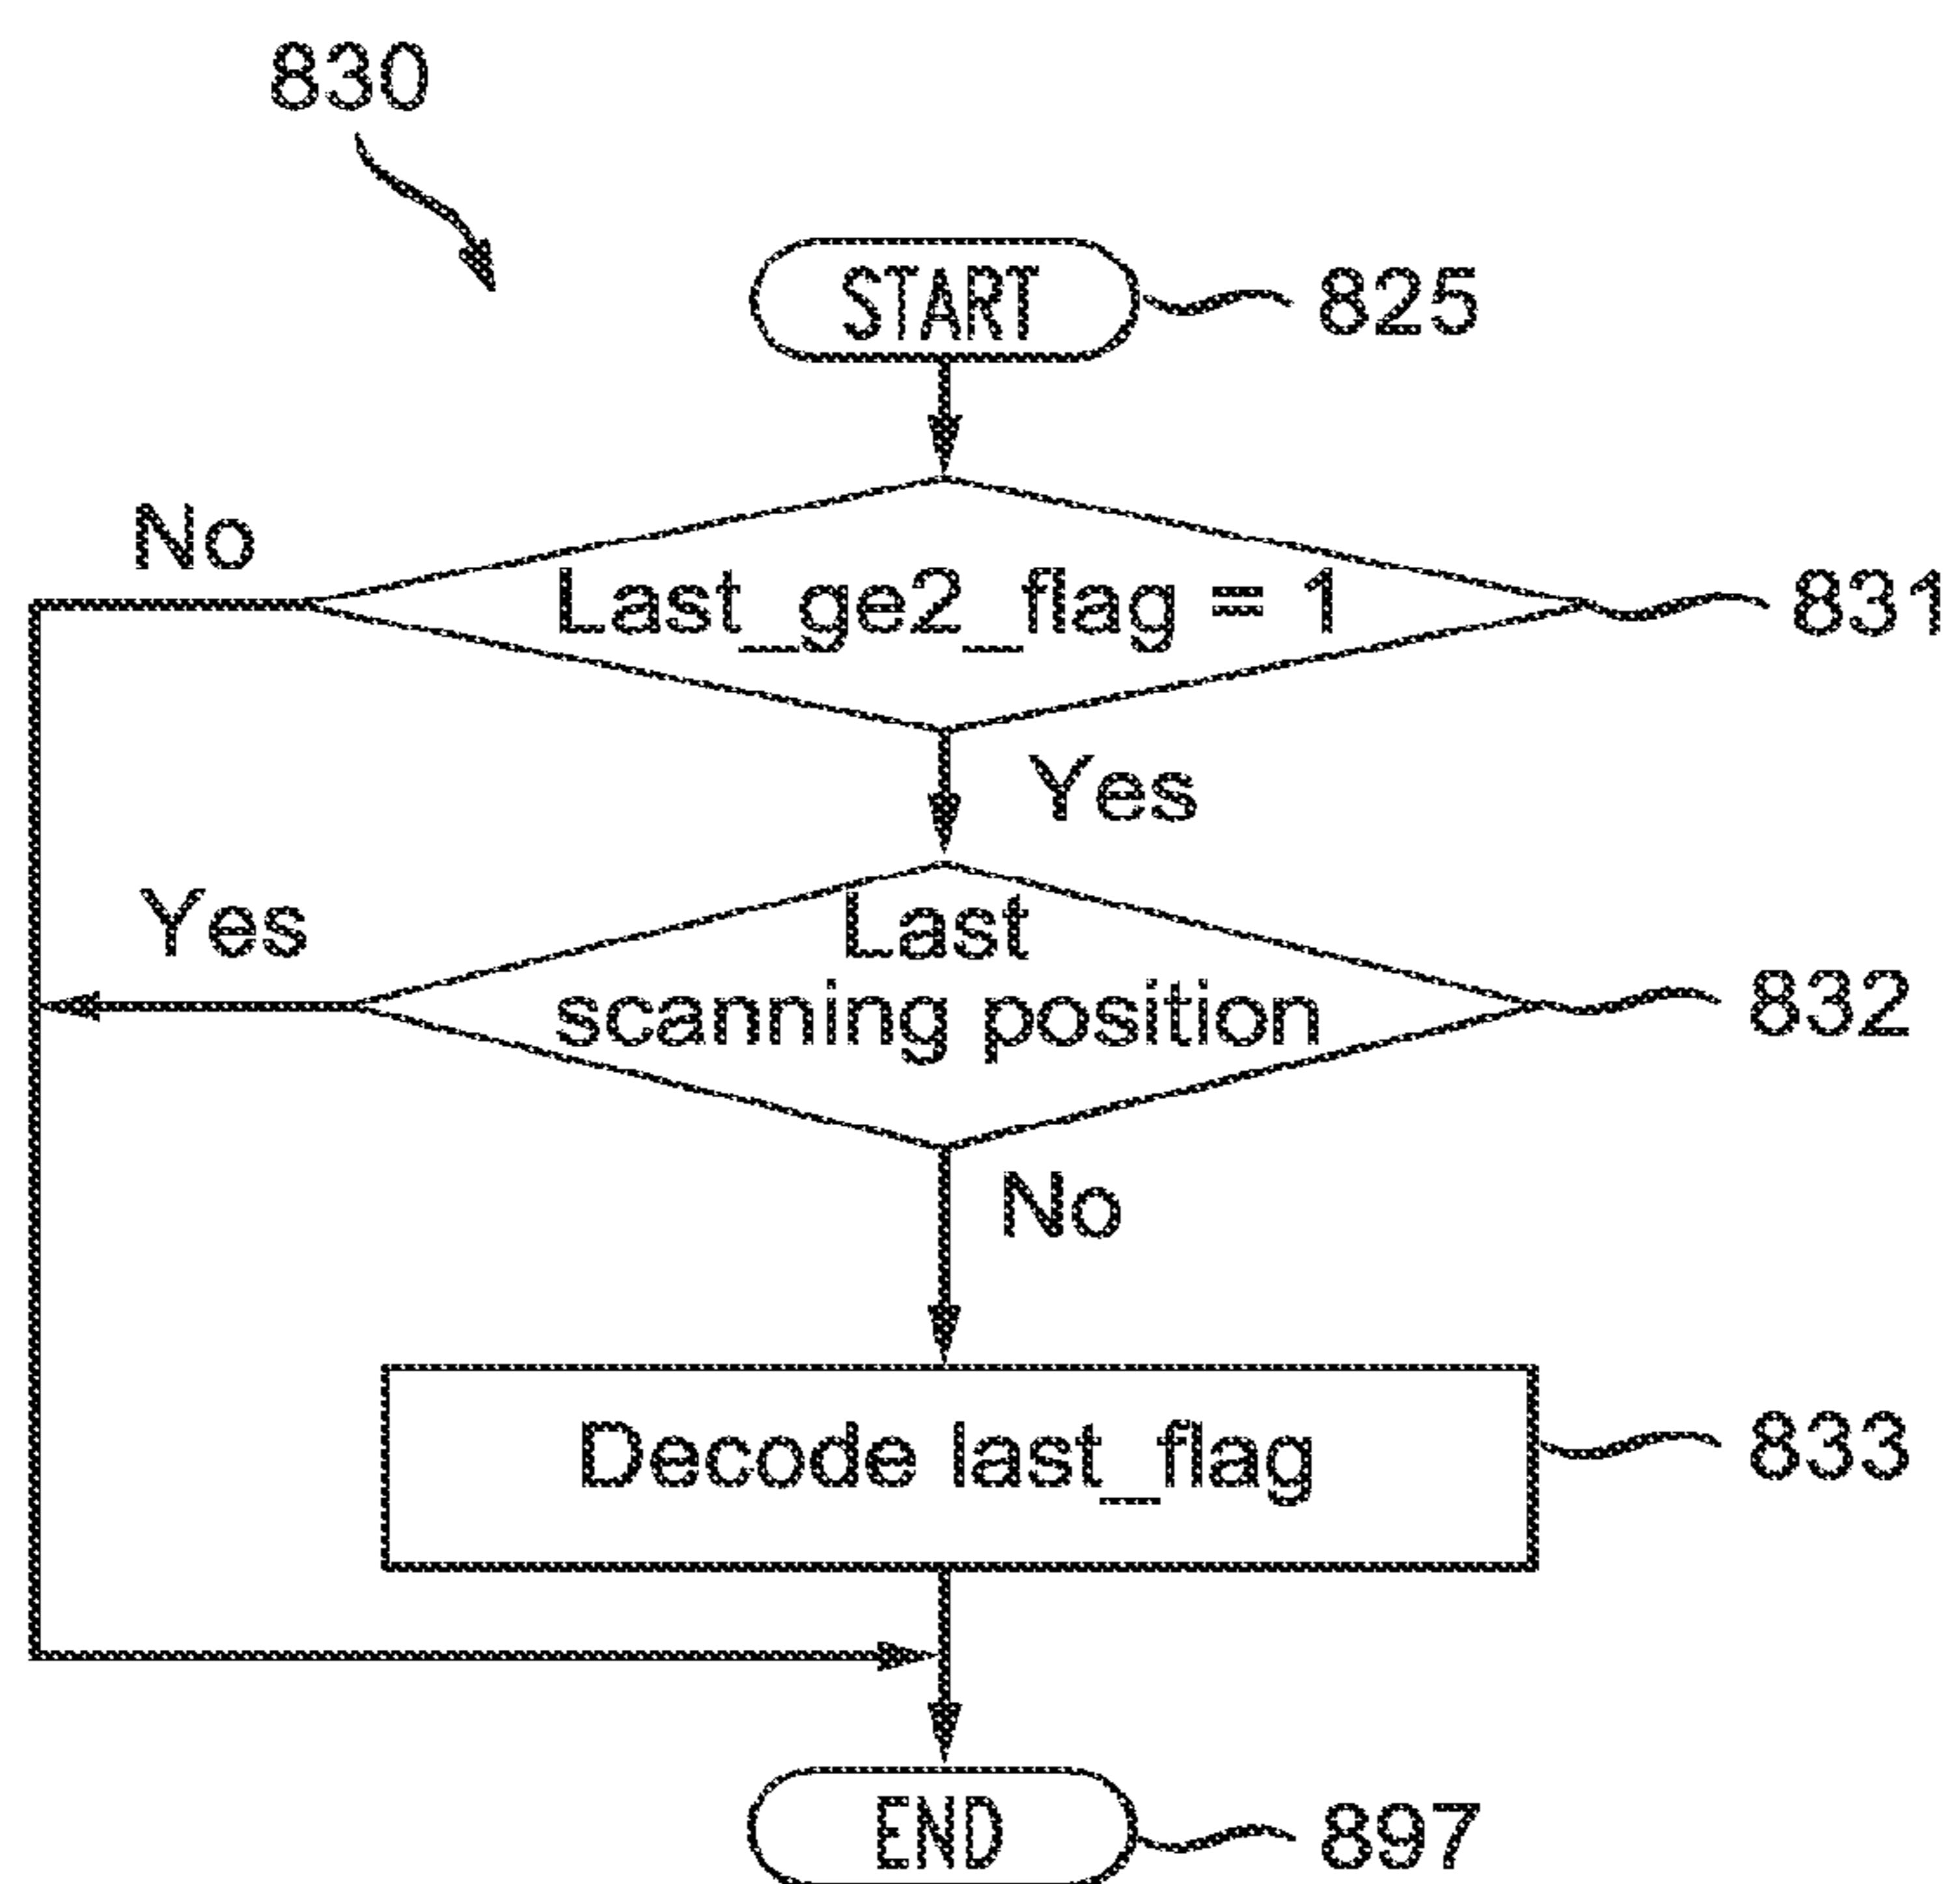 830
START
825
No
Last_ge2_flag = 1
831
Yes
Yes
Last
scanning position
832
No
Decode last_flag
833
END
897